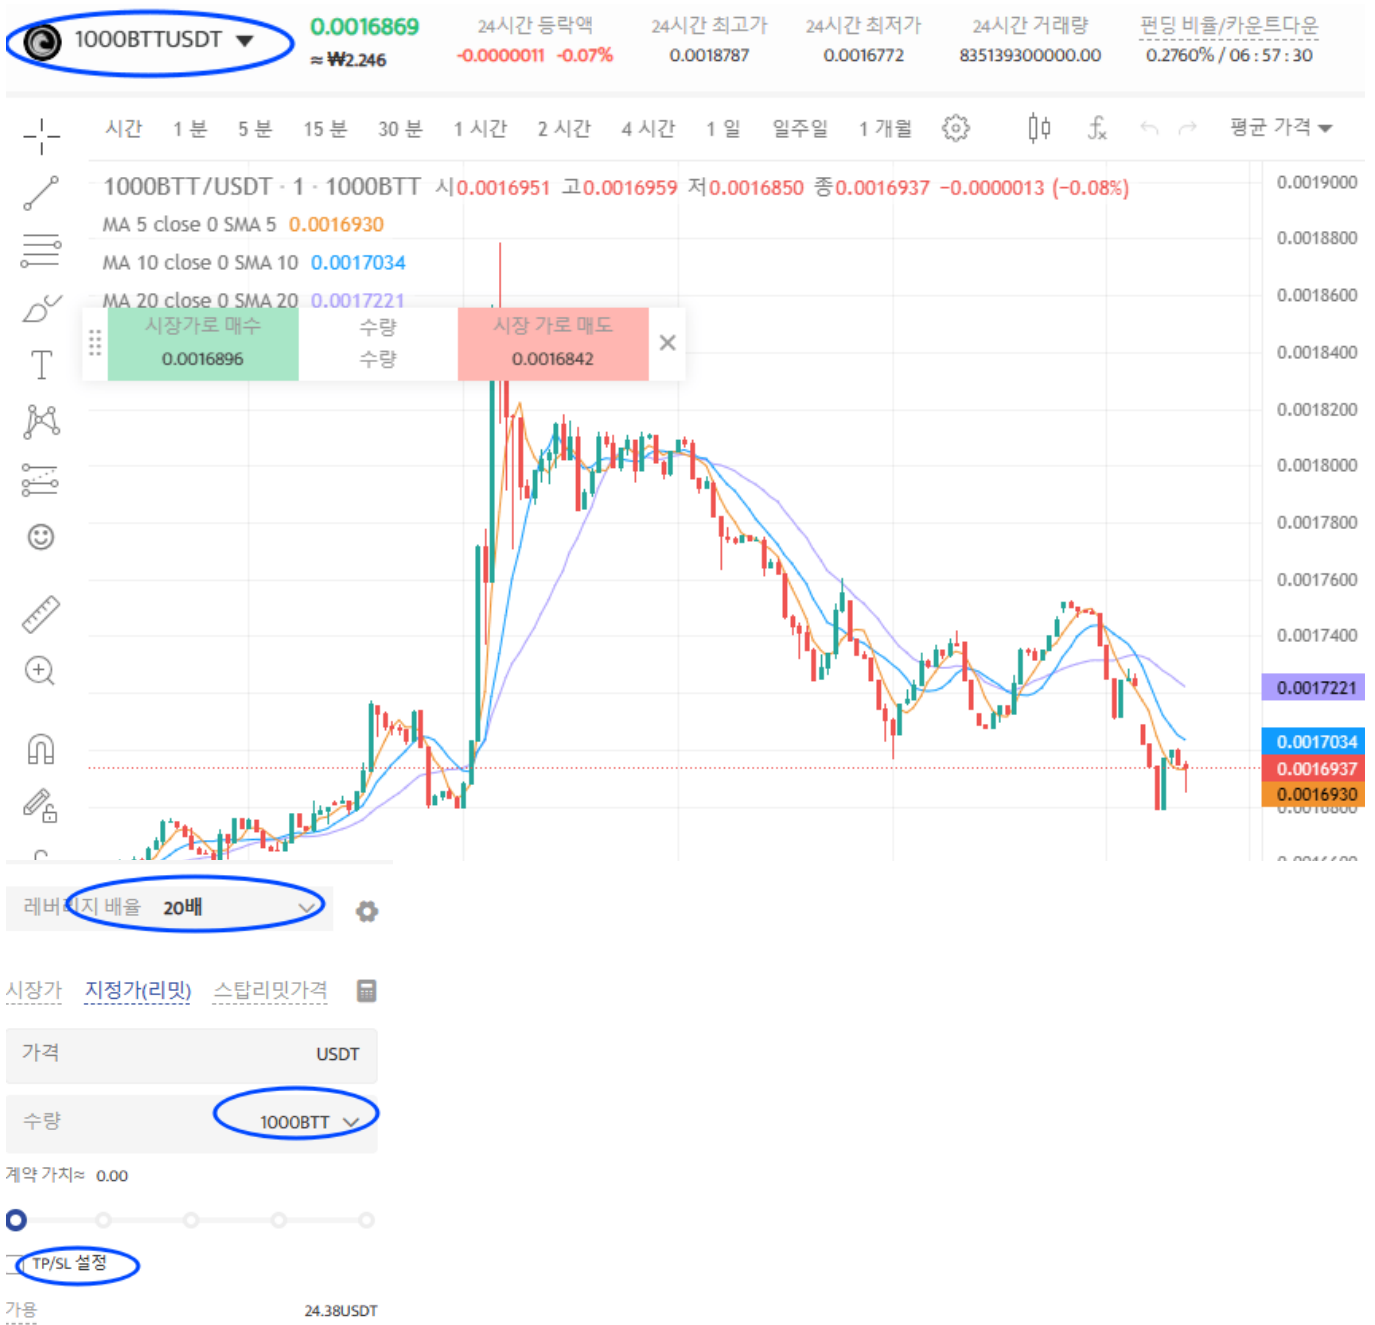 1000BTTUSDT
0.0016869
≈ ₩2.246
24시간 등락액
-0.0000011 -0.07%
24시간 최고가
0.0018787
24시간 최저가
0.0016772
24시간 거래량
835139300000.00
펀딩 비율/카운트다운
0.2760% / 06 : 57 : 30
시간 1 분 5 분 15 분 30 분 1 시간 2 시간 4 시간 1 일 일주일 1 개월 평균 가격
1000BTT/USDT · 1 · 1000BTT 시0.0016951 고0.0016959 저0.0016850 종0.0016937 −0.0000013 (−0.08%)
MA 5 close 0 SMA 5 0.0016930
MA 10 close 0 SMA 10 0.0017034
MA 20 close 0 SMA 20 0.0017221
시장가로 매수 수량 시장 가로 매도
0.0016896 수량 0.0016842
0.0019000
0.0018800
0.0018600
0.0018400
0.0018200
0.0018000
0.0017800
0.0017600
0.0017400
0.0017221
0.0017034
0.0016937
0.0016930
0.0016800
레버리지 배율 20배
시장가 지정가(리밋) 스탑리밋가격
가격 USDT
수량 1000BTT
계약 가치≈ 0.00
TP/SL 설정
가용 24.38USDT